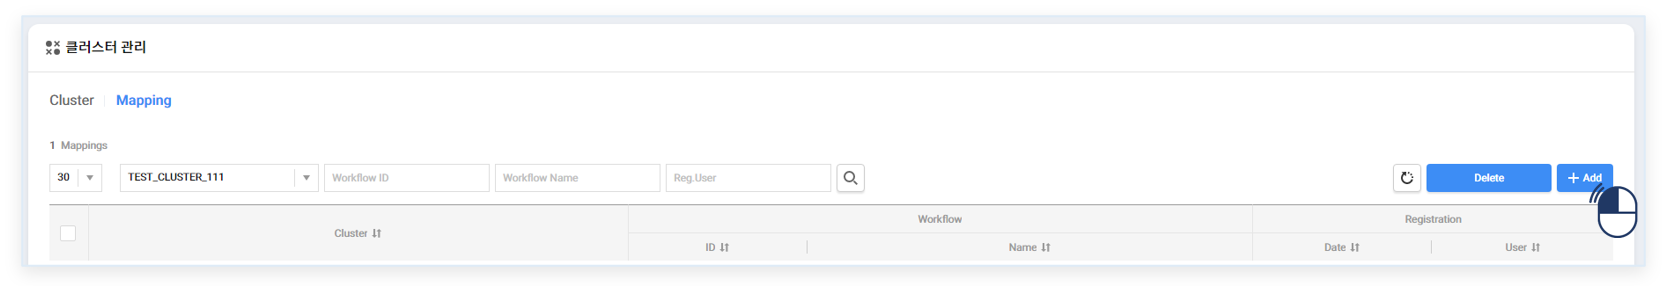 클러스터 관리
Cluster Mapping
1 Mappings
30 TEST_CLUSTER_111 Workflow ID Workflow Name Reg.User Delete + Add
Workflow Registration
Cluster
ID Name Date User